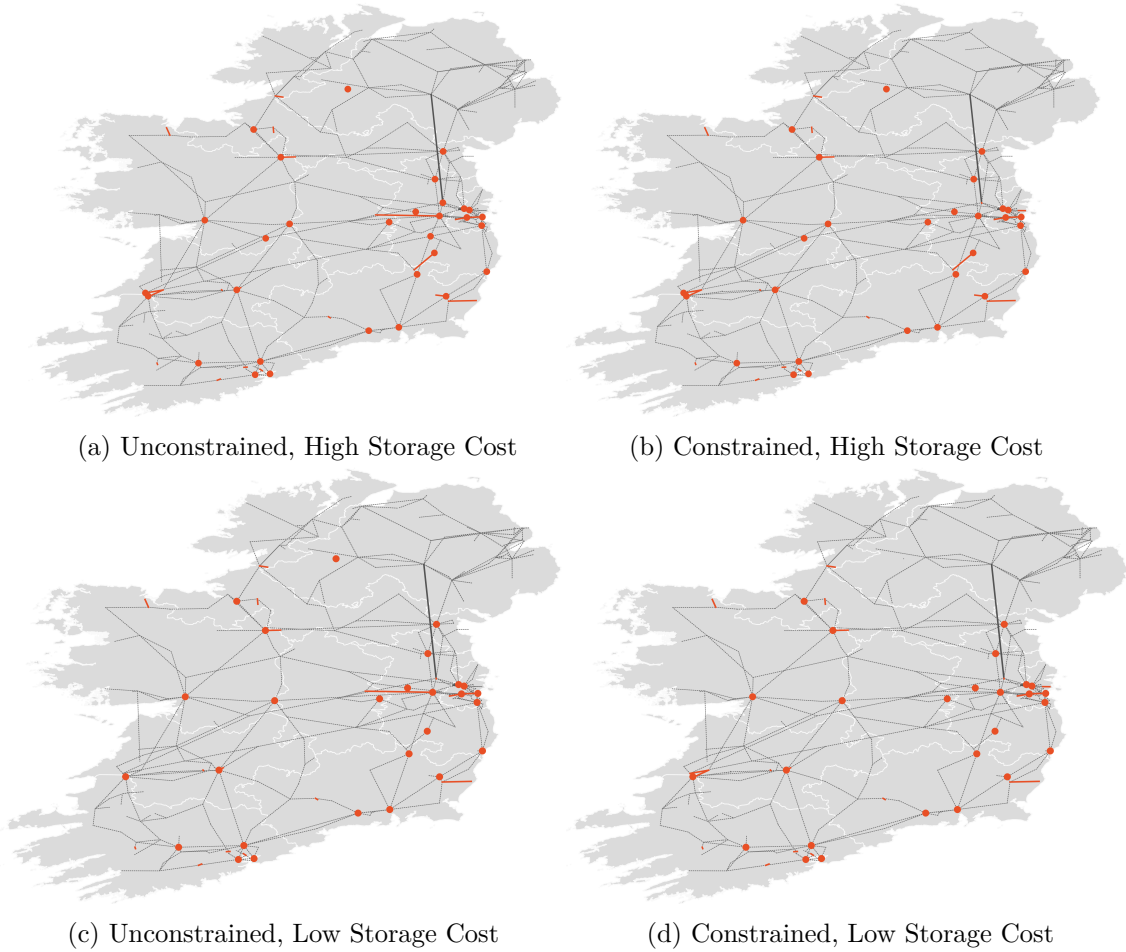 (a) Unconstrained, High Storage Cost
(b) Constrained, High Storage Cost
(c) Unconstrained, Low Storage Cost
(d) Constrained, Low Storage Cost